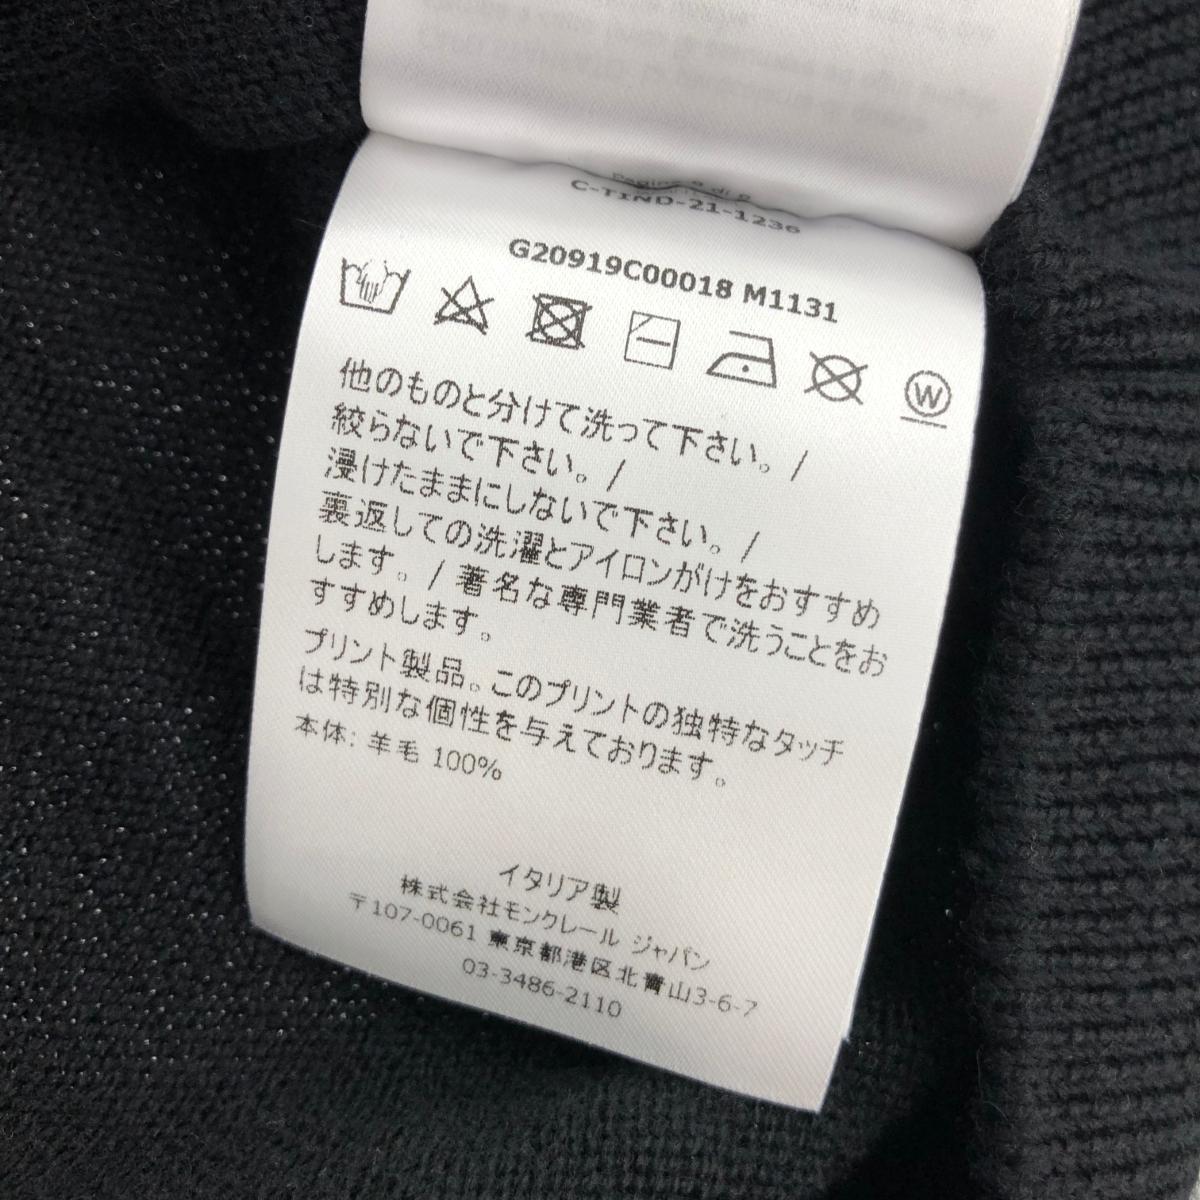 C-TIND-21-1236
G20919C00018 M1131
W
他のものと分けて洗って下さい。/
絞らないで下さい。/
浸けたままにしないで下さい。/
裏返しての洗濯とアイロンがけをおすすめ
します。/ 著名な専門業者で洗うことをお
すすめします。
プリント製品。このプリントの独特なタッチ
は特別な個性を与えております。
本体: 羊毛 100%
イタリア製
株式会社モンクレール ジャパン
〒107-0061 東京都港区北青山3-6-7
03-3486-2110